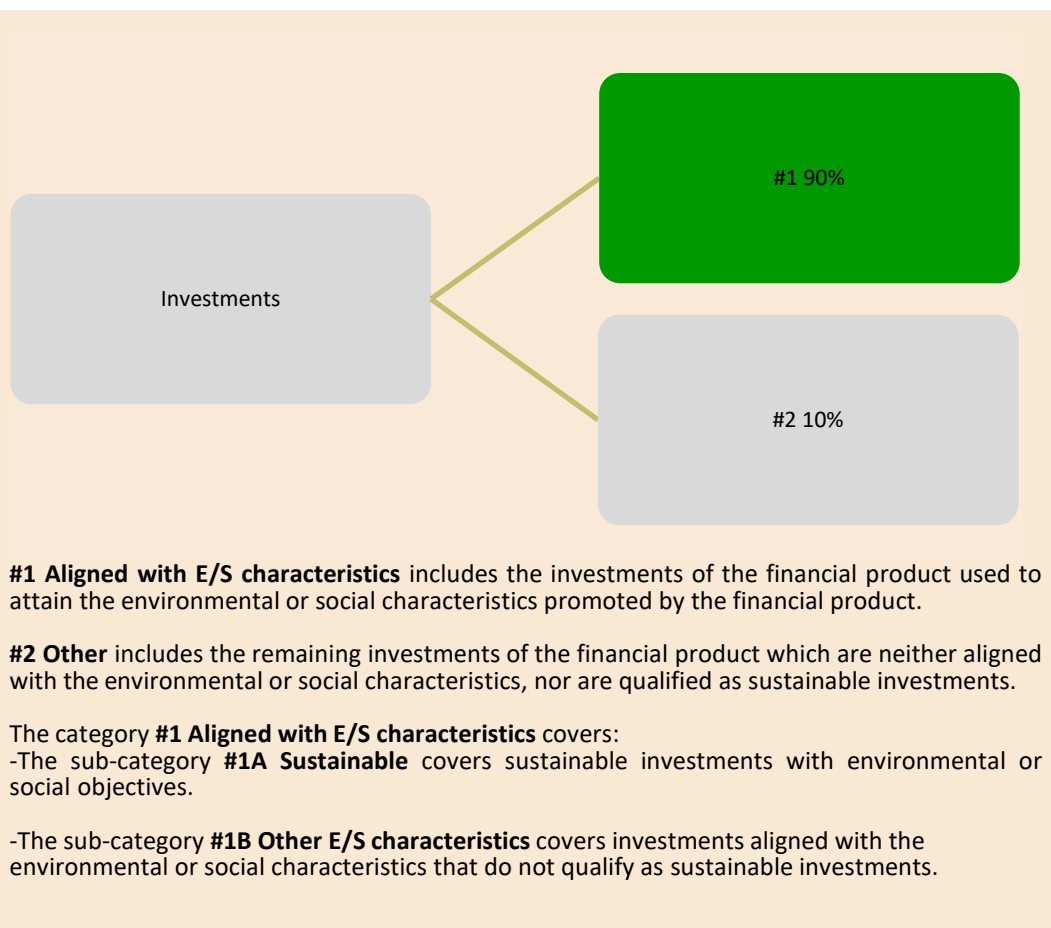 #1 90%
Investments
#2 10%
#1 Aligned with E/S characteristics includes the investments of the financial product used to
attain the environmental or social characteristics promoted by the financial product.
#2 Other includes the remaining investments of the financial product which are neither aligned
with the environmental or social characteristics, nor are qualified as sustainable investments.
The category #1 Aligned with E/S characteristics covers:
-The sub-category #1A Sustainable covers sustainable investments with environmental or
social objectives.
-The sub-category #1B Other E/S characteristics covers investments aligned with the
environmental or social characteristics that do not qualify as sustainable investments.